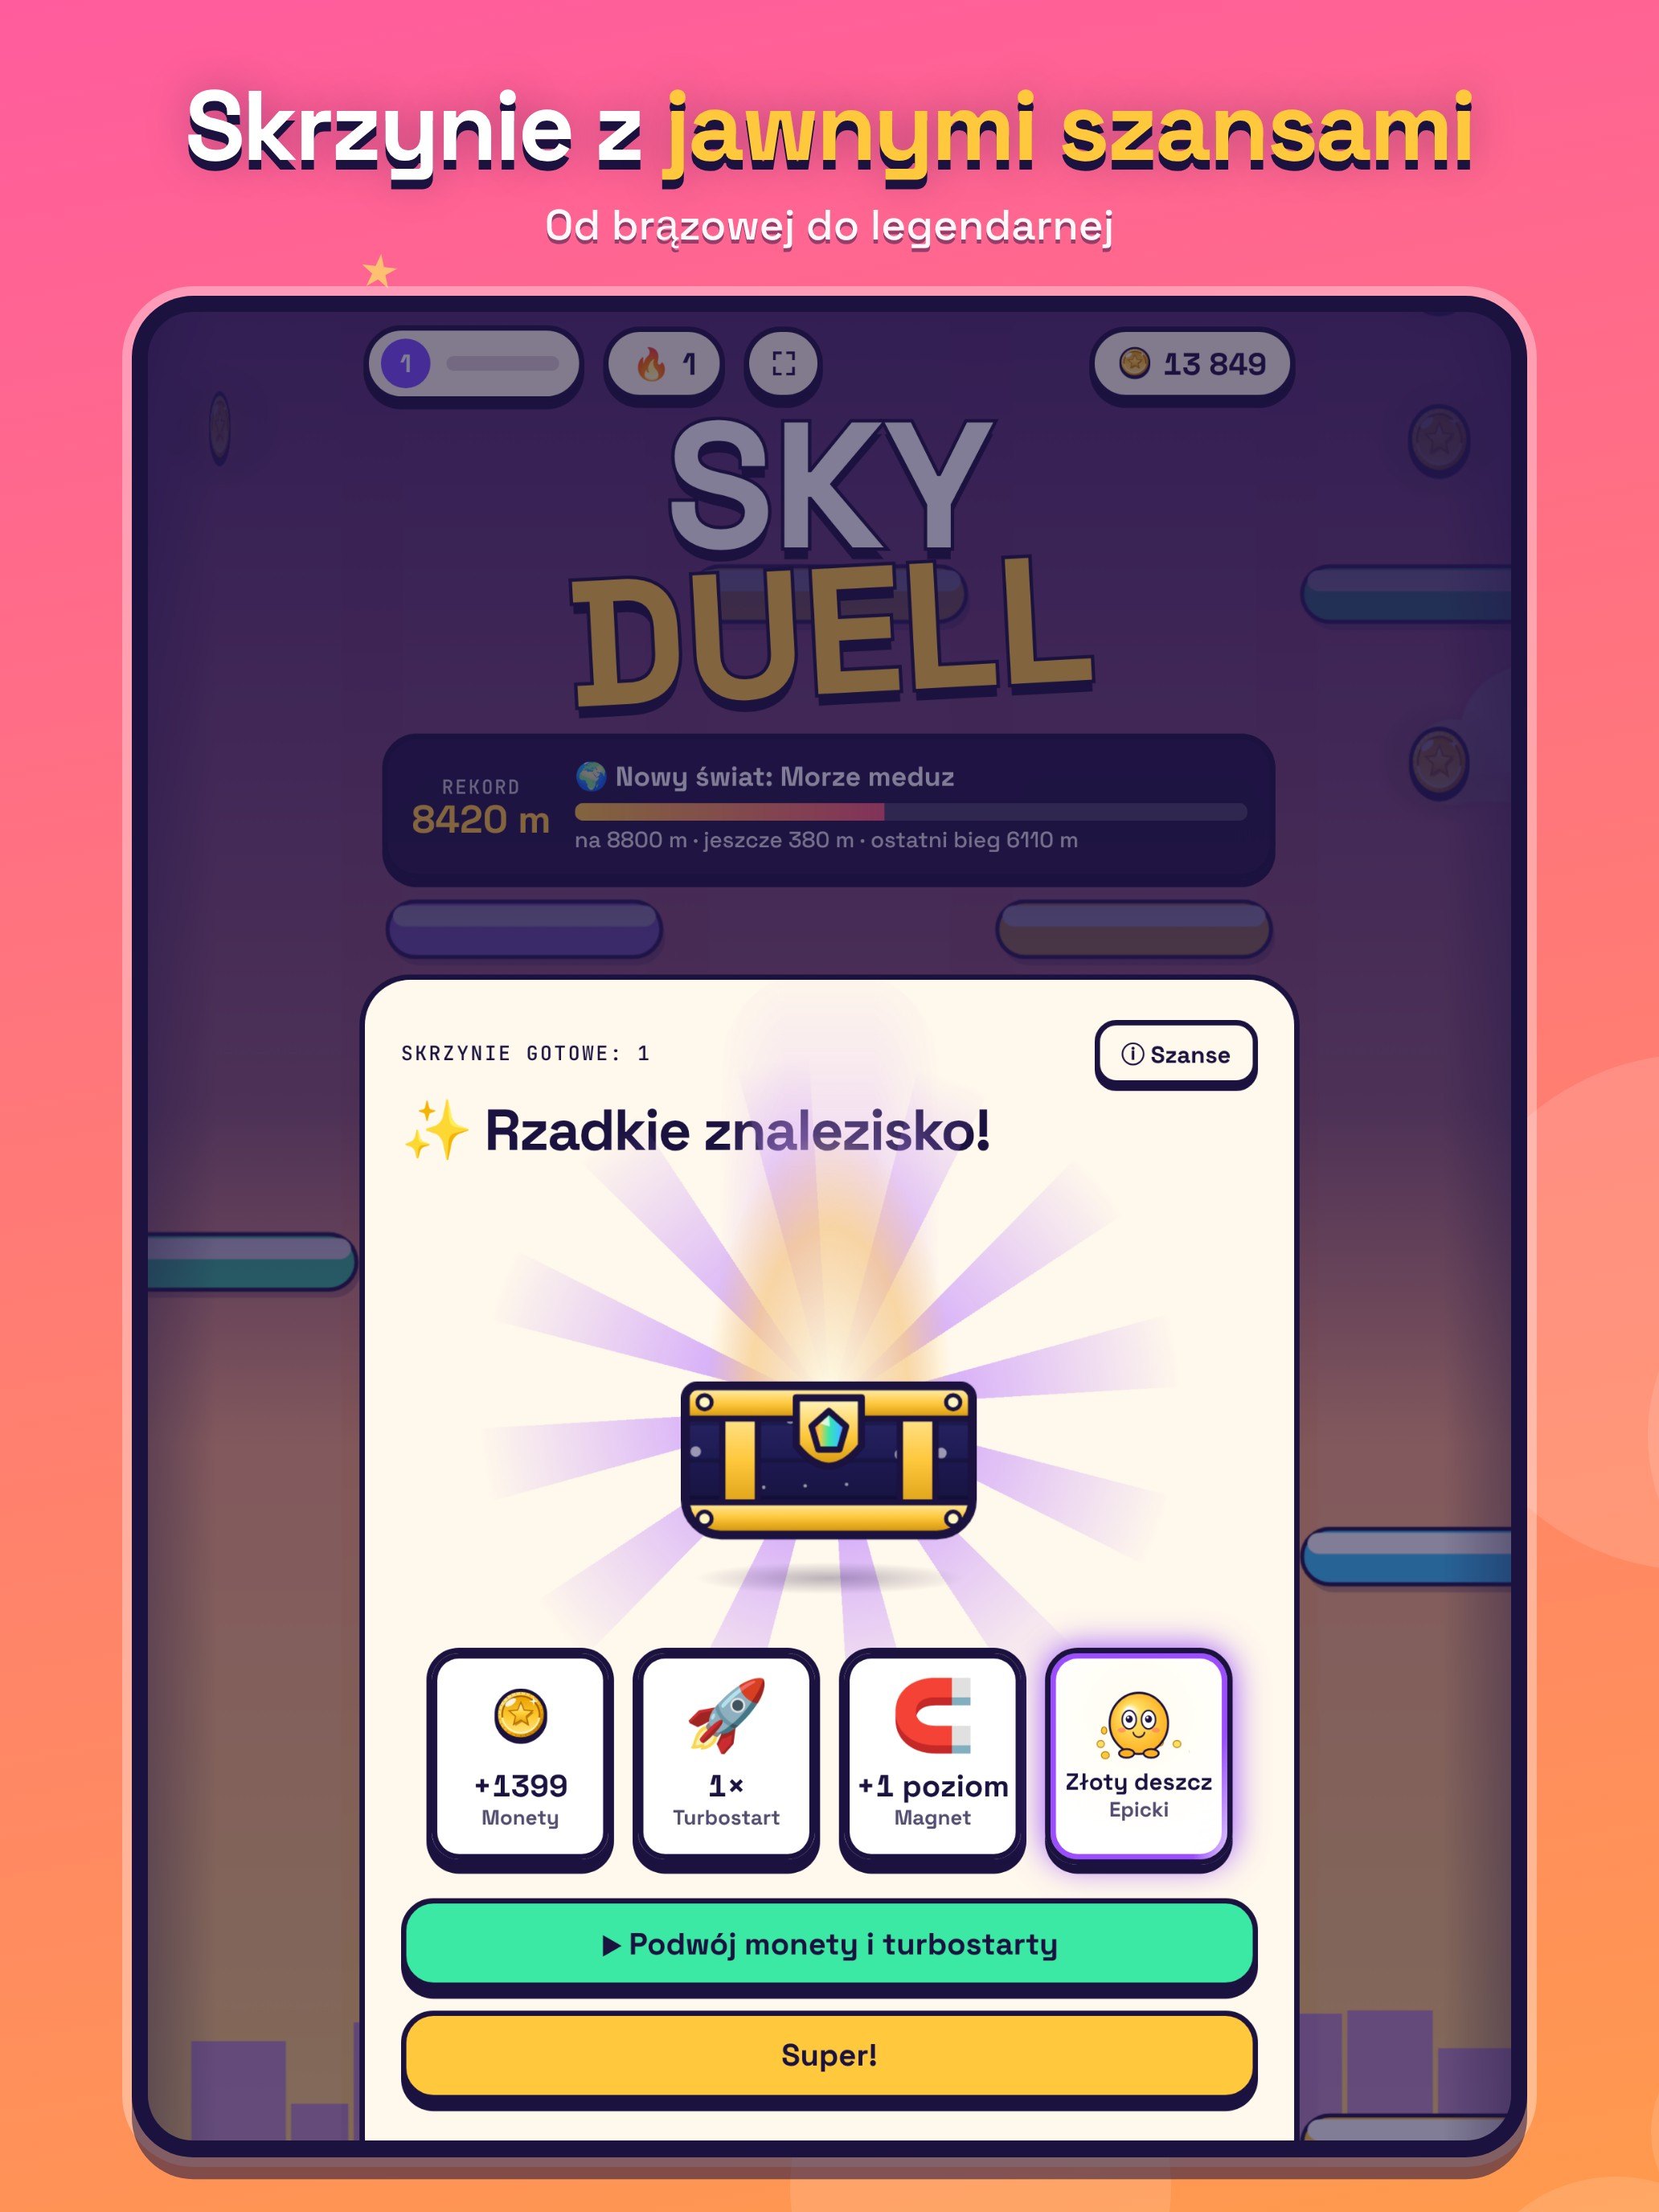 Skrzynie z jawnymi szansami
Od brązowej do legendarnej
1
🔥 1
13 849
SKY
DUELL
REKORD
8420 m
🌍 Nowy świat: Morze meduz
na 8800 m · jeszcze 380 m · ostatni bieg 6110 m
SKRZYNIE GOTOWE: 1
ⓘ Szanse
✨ Rzadkie znalezisko!
+1399
Monety
1×
Turbostart
+1 poziom
Magnet
Złoty deszcz
Epicki
▶ Podwój monety i turbostarty
Super!